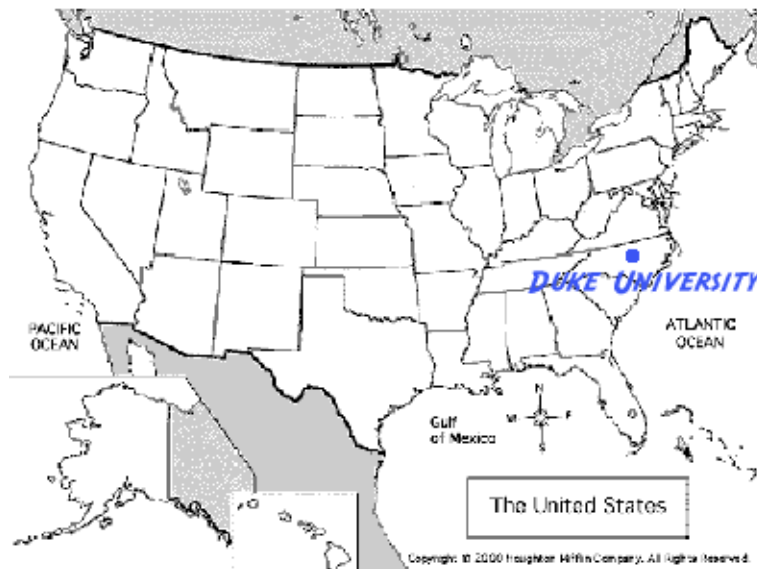 DUKE UNIVERSITY
PACIFIC
OCEAN
ATLANTIC
OCEAN
Gulf
of Mexico
N
W
E
S
The United States
Copyright © 2000 Houghton Mifflin Company. All Rights Reserved.